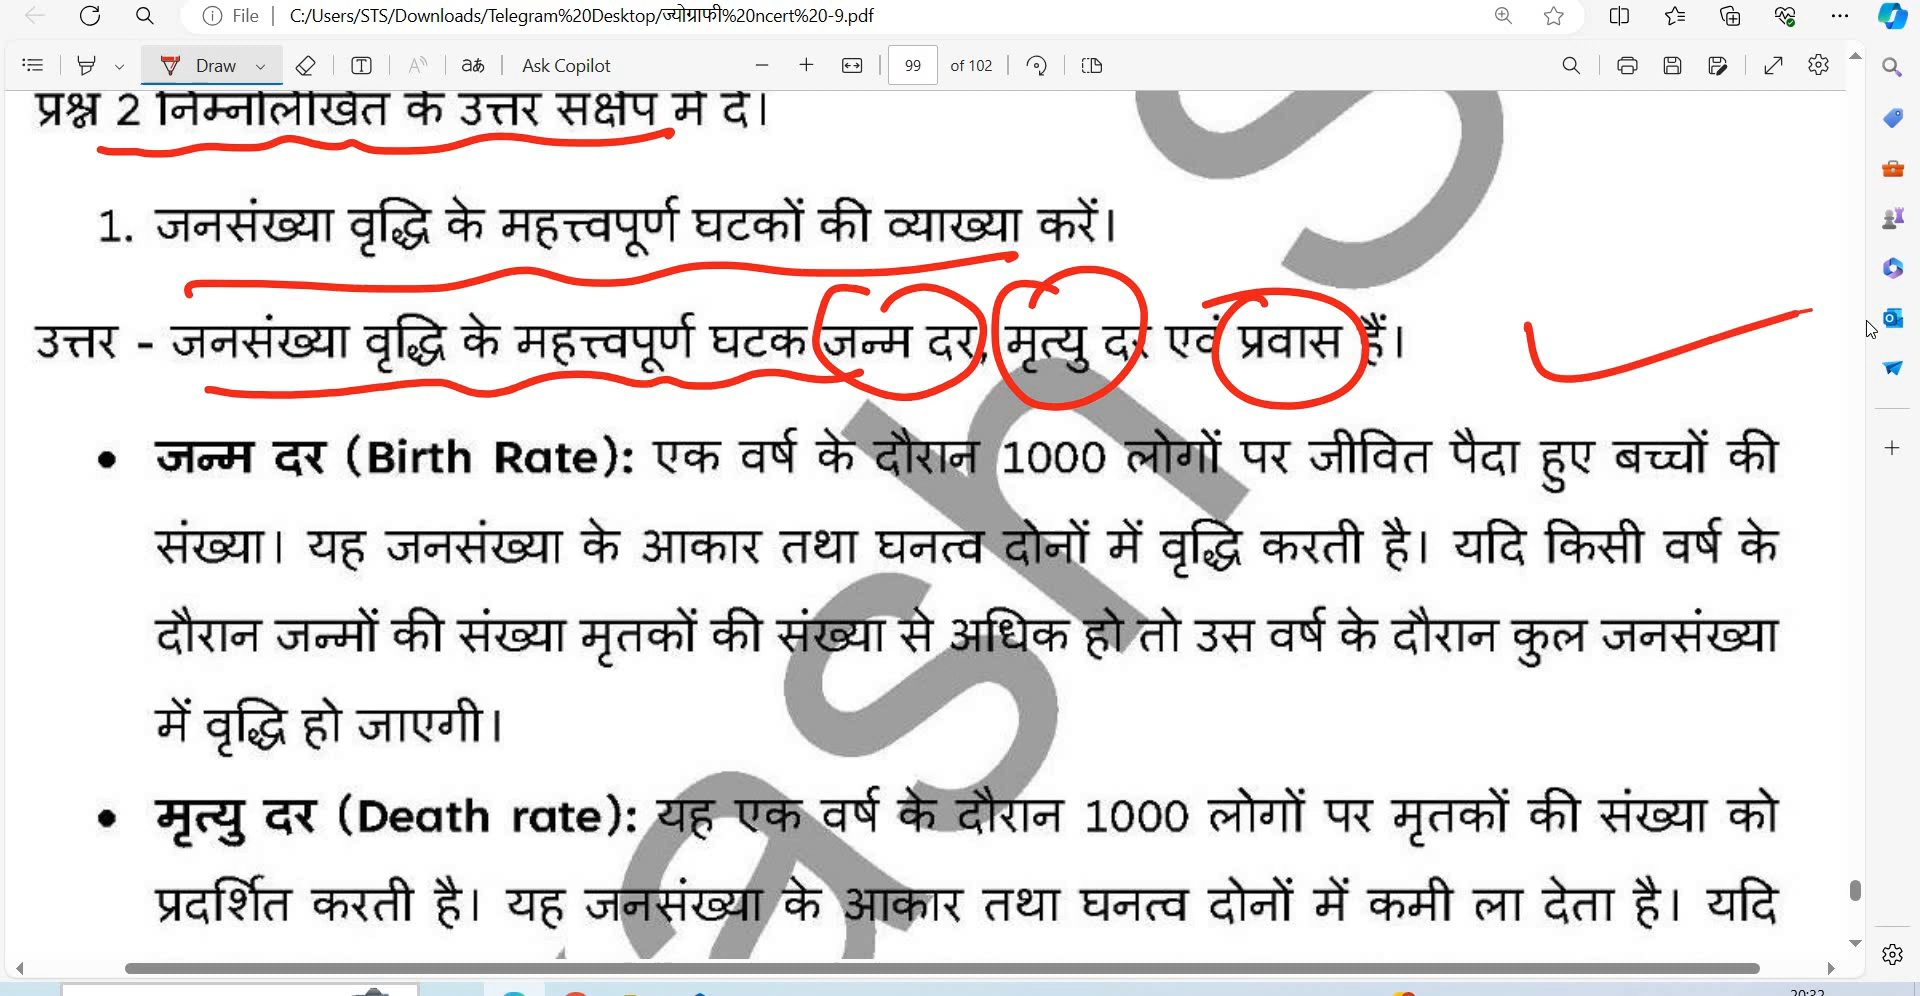 File C:/Users/STS/Downloads/Telegram%20Desktop/ज्योग्राफी%20ncert%20-9.pdf
Draw aあ Ask Copilot 99 of 102
प्रश्न 2 निम्नलिखित के उत्तर संक्षेप में दें।
1. जनसंख्या वृद्धि के महत्त्वपूर्ण घटकों की व्याख्या करें।
उत्तर - जनसंख्या वृद्धि के महत्त्वपूर्ण घटक जन्म दर, मृत्यु दर एवं प्रवास हैं।
• जन्म दर (Birth Rate): एक वर्ष के दौरान 1000 लोगों पर जीवित पैदा हुए बच्चों की
संख्या। यह जनसंख्या के आकार तथा घनत्व दोनों में वृद्धि करती है। यदि किसी वर्ष के
दौरान जन्मों की संख्या मृतकों की संख्या से अधिक हो तो उस वर्ष के दौरान कुल जनसंख्या
में वृद्धि हो जाएगी।
• मृत्यु दर (Death rate): यह एक वर्ष के दौरान 1000 लोगों पर मृतकों की संख्या को
प्रदर्शित करती है। यह जनसंख्या के आकार तथा घनत्व दोनों में कमी ला देता है। यदि
20:32